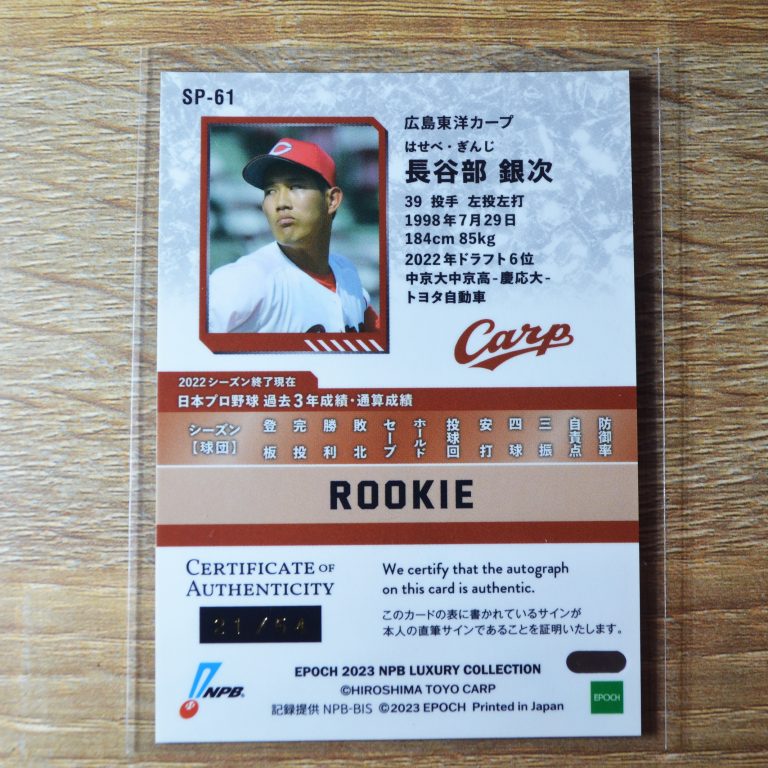 SP-61
広島東洋カープ
はせべ・ぎんじ
長谷部 銀次
39 投手 左投左打
1998年7月29日
184cm 85kg
2022年ドラフト6位
中京大中京高-慶応大-
トヨタ自動車
Carp
2022シーズン終了現在
日本プロ野球 過去3年成績・通算成績
シーズン【球団】 登板 完投 勝利 敗北 セーブ ホールド 投球回 安打 四球 三振 自責点 防御率
ROOKIE
CERTIFICATE OF
AUTHENTICITY
21/54
We certify that the autograph
on this card is authentic.
このカードの表に書かれているサインが
本人の直筆サインであることを証明いたします。
NPB
EPOCH 2023 NPB LUXURY COLLECTION
©HIROSHIMA TOYO CARP
記録提供 NPB-BIS ©2023 EPOCH Printed in Japan
EPOCH